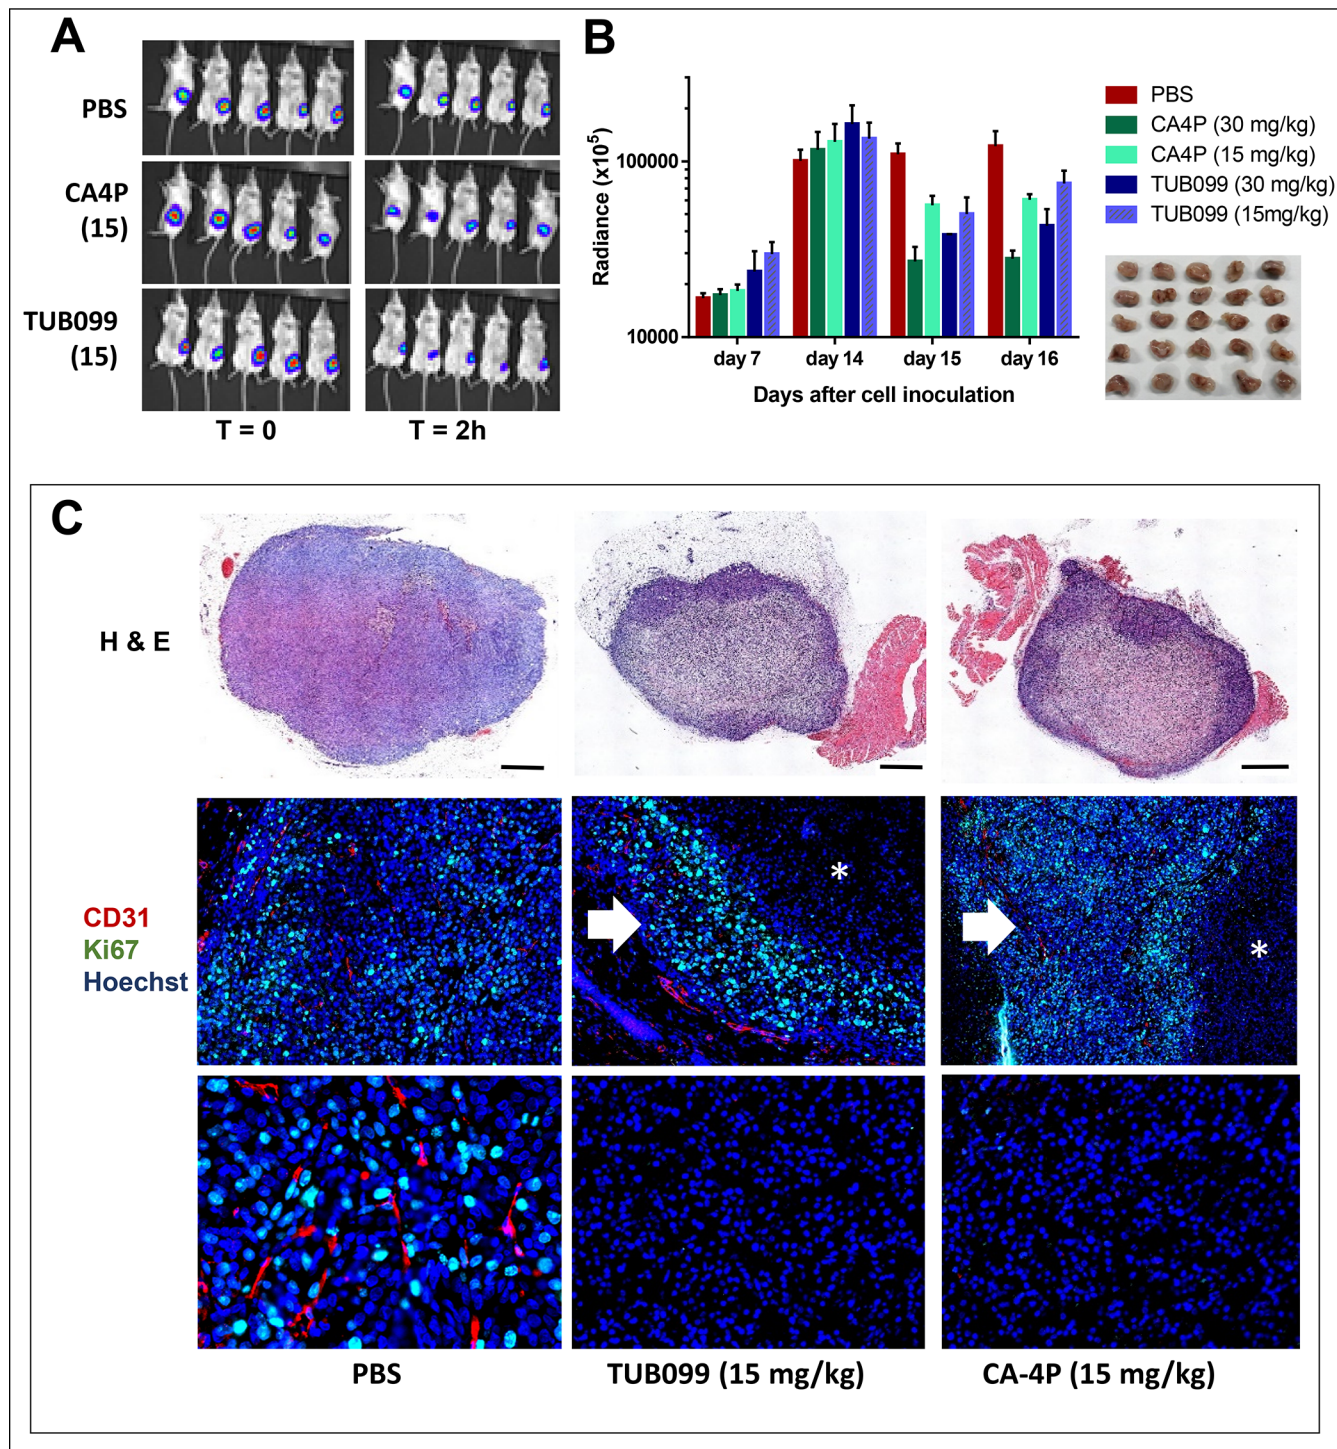 A
PBS
CA4P
(15)
TUB099
(15)
T = 0
T = 2h
B
Radiance (x10⁵)
100000
10000
day 7
day 14
day 15
day 16
Days after cell inoculation
PBS
CA4P (30 mg/kg)
CA4P (15 mg/kg)
TUB099 (30 mg/kg)
TUB099 (15mg/kg)
C
H & E
CD31
Ki67
Hoechst
*
*
PBS
TUB099 (15 mg/kg)
CA-4P (15 mg/kg)